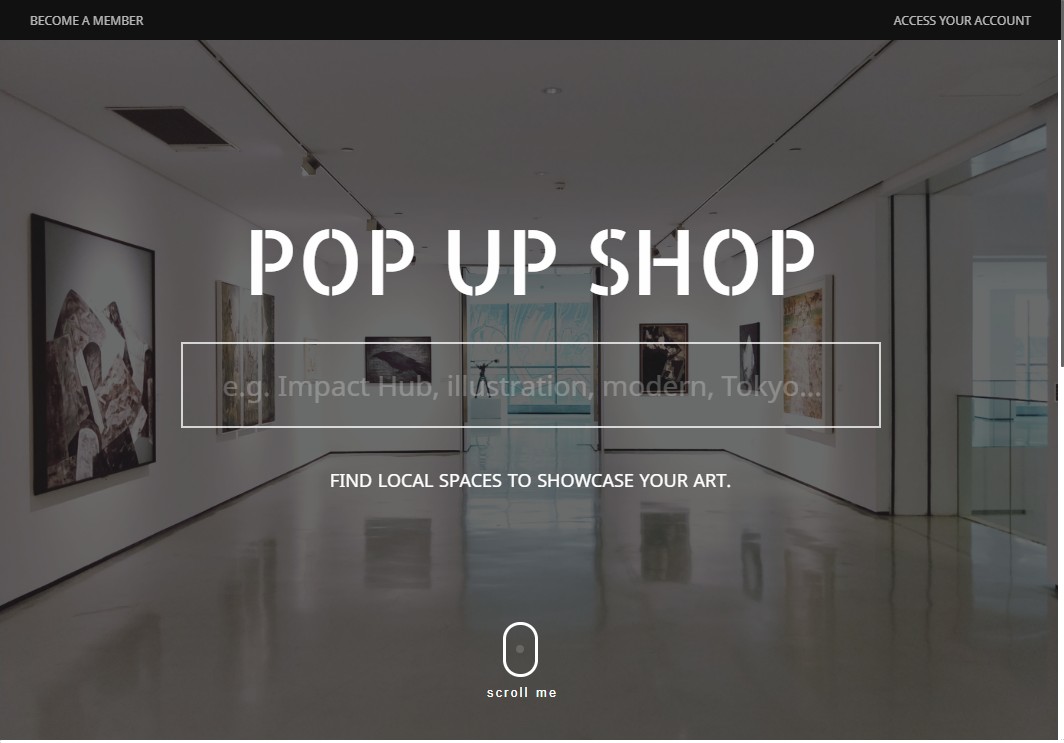 BECOME A MEMBER
ACCESS YOUR ACCOUNT
POP UP SHOP
e.g. Impact Hub, illustration, modern, Tokyo...
FIND LOCAL SPACES TO SHOWCASE YOUR ART.
scroll me